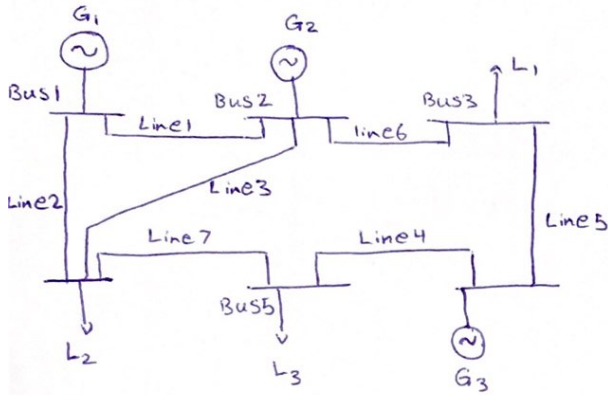 G1
G2
L1
Bus1
Bus2
Bus3
Line1
line6
Line2
Line3
Line5
Line7
Line4
Bus5
L2
L3
G3